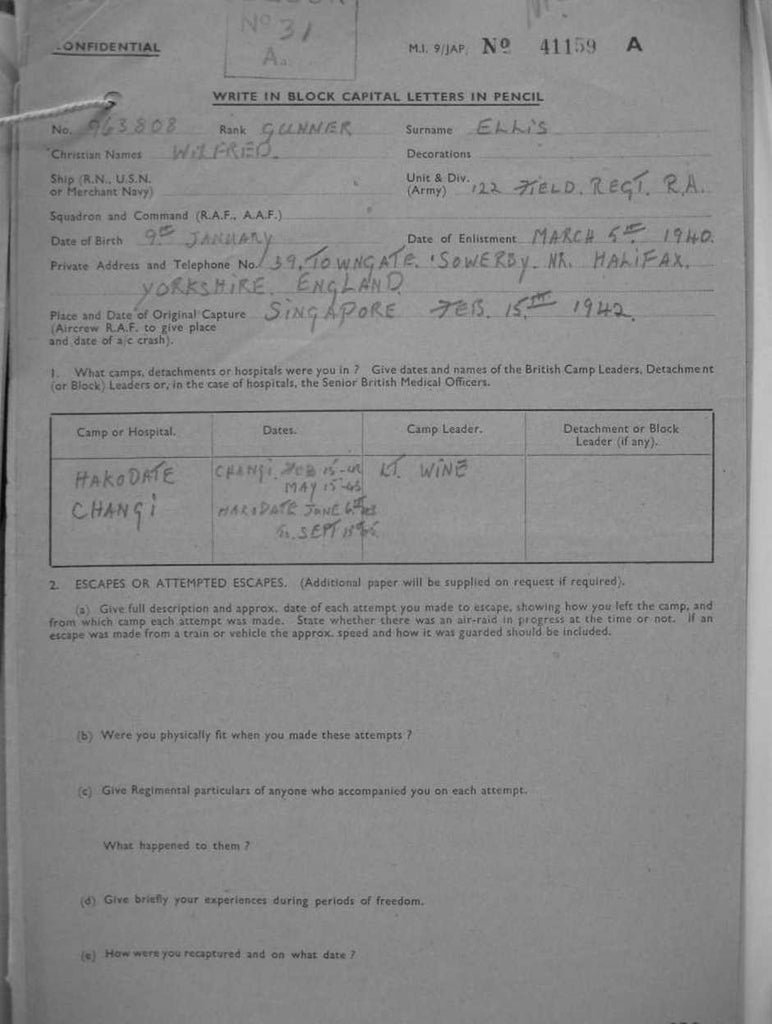 No 31
A
CONFIDENTIAL
M.I. 9/JAP. No 41159 A
WRITE IN BLOCK CAPITAL LETTERS IN PENCIL
No. 963808 Rank GUNNER Surname ELLIS
Christian Names WILFRED. Decorations
Ship (R.N., U.S.N. or Merchant Navy)
Unit & Div. (Army) 122 FIELD. REGT. R.A.
Squadron and Command (R.A.F., A.A.F.)
Date of Birth 9TH JANUARY Date of Enlistment MARCH 5TH 1940.
Private Address and Telephone No. 39, TOWNGATE. SOWERBY. NR. HALIFAX.
YORKSHIRE. ENGLAND.
Place and Date of Original Capture SINGAPORE FEB. 15TH 1942.
(Aircrew R.A.F. to give place
and date of a/c crash).
1. What camps, detachments or hospitals were you in ? Give dates and names of the British Camp Leaders, Detachment
(or Block) Leaders or, in the case of hospitals, the Senior British Medical Officers.
Camp or Hospital. Dates. Camp Leader. Detachment or Block
Leader (if any).
HAKODATE CHANGI. FEB 15-42 LT. WINE
MAY 15-43
CHANGI HAKODATE JUNE 6TH
SEPT
2. ESCAPES OR ATTEMPTED ESCAPES. (Additional paper will be supplied on request if required).
(a) Give full description and approx. date of each attempt you made to escape, showing how you left the camp, and
from which camp each attempt was made. State whether there was an air-raid in progress at the time or not. If an
escape was made from a train or vehicle the approx. speed and how it was guarded should be included.
(b) Were you physically fit when you made these attempts ?
(c) Give Regimental particulars of anyone who accompanied you on each attempt.
What happened to them ?
(d) Give briefly your experiences during periods of freedom.
(e) How were you recaptured and on what date ?